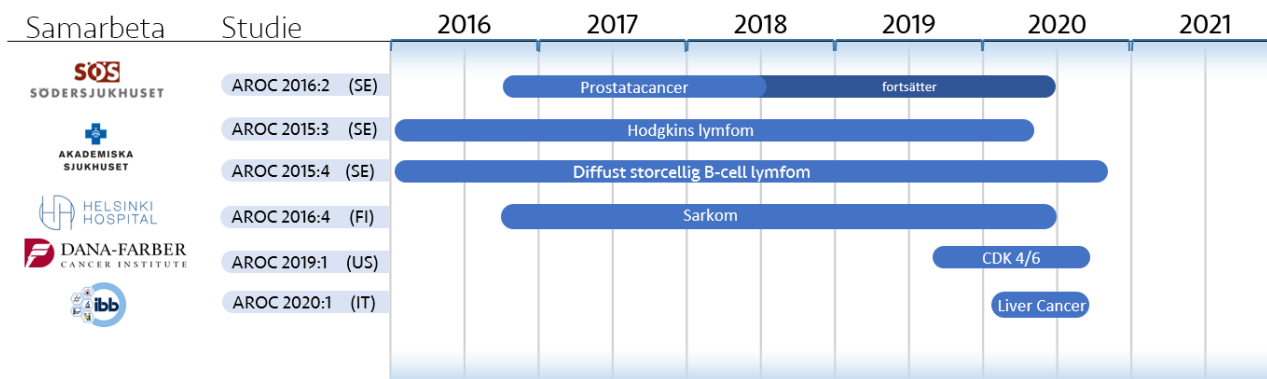 Samarbeta Studie 2016 2017 2018 2019 2020 2021
SÖS
SÖDERSJUKHUSET
AROC 2016:2 (SE) Prostatacancer fortsätter
AROC 2015:3 (SE) Hodgkins lymfom
AKADEMISKA
SJUKHUSET
AROC 2015:4 (SE) Diffust storcellig B-cell lymfom
HELSINKI
HOSPITAL
AROC 2016:4 (FI) Sarkom
DANA-FARBER
CANCER INSTITUTE
AROC 2019:1 (US) CDK 4/6
ibb
AROC 2020:1 (IT) Liver Cancer